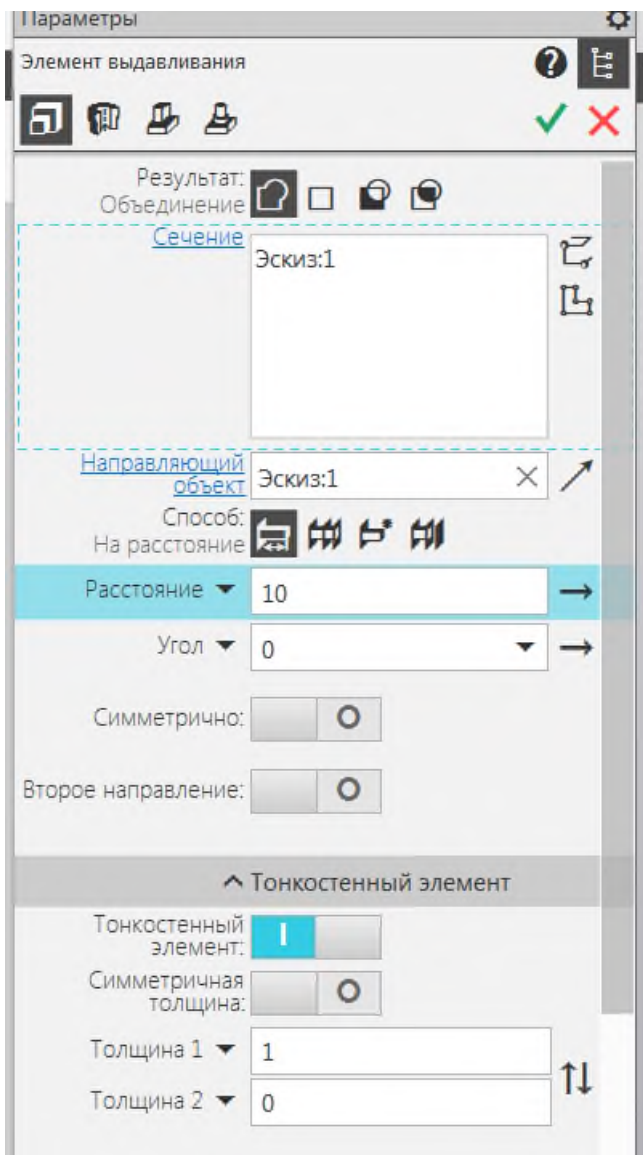 Параметры
Элемент выдавливания
Результат:
Объединение
Сечение
Эскиз:1
Направляющий
объект
Эскиз:1
Способ:
На расстояние
Расстояние
10
Угол
0
Симметрично:
Второе направление:
Тонкостенный элемент
Тонкостенный
элемент:
Симметричная
толщина:
Толщина 1
1
Толщина 2
0